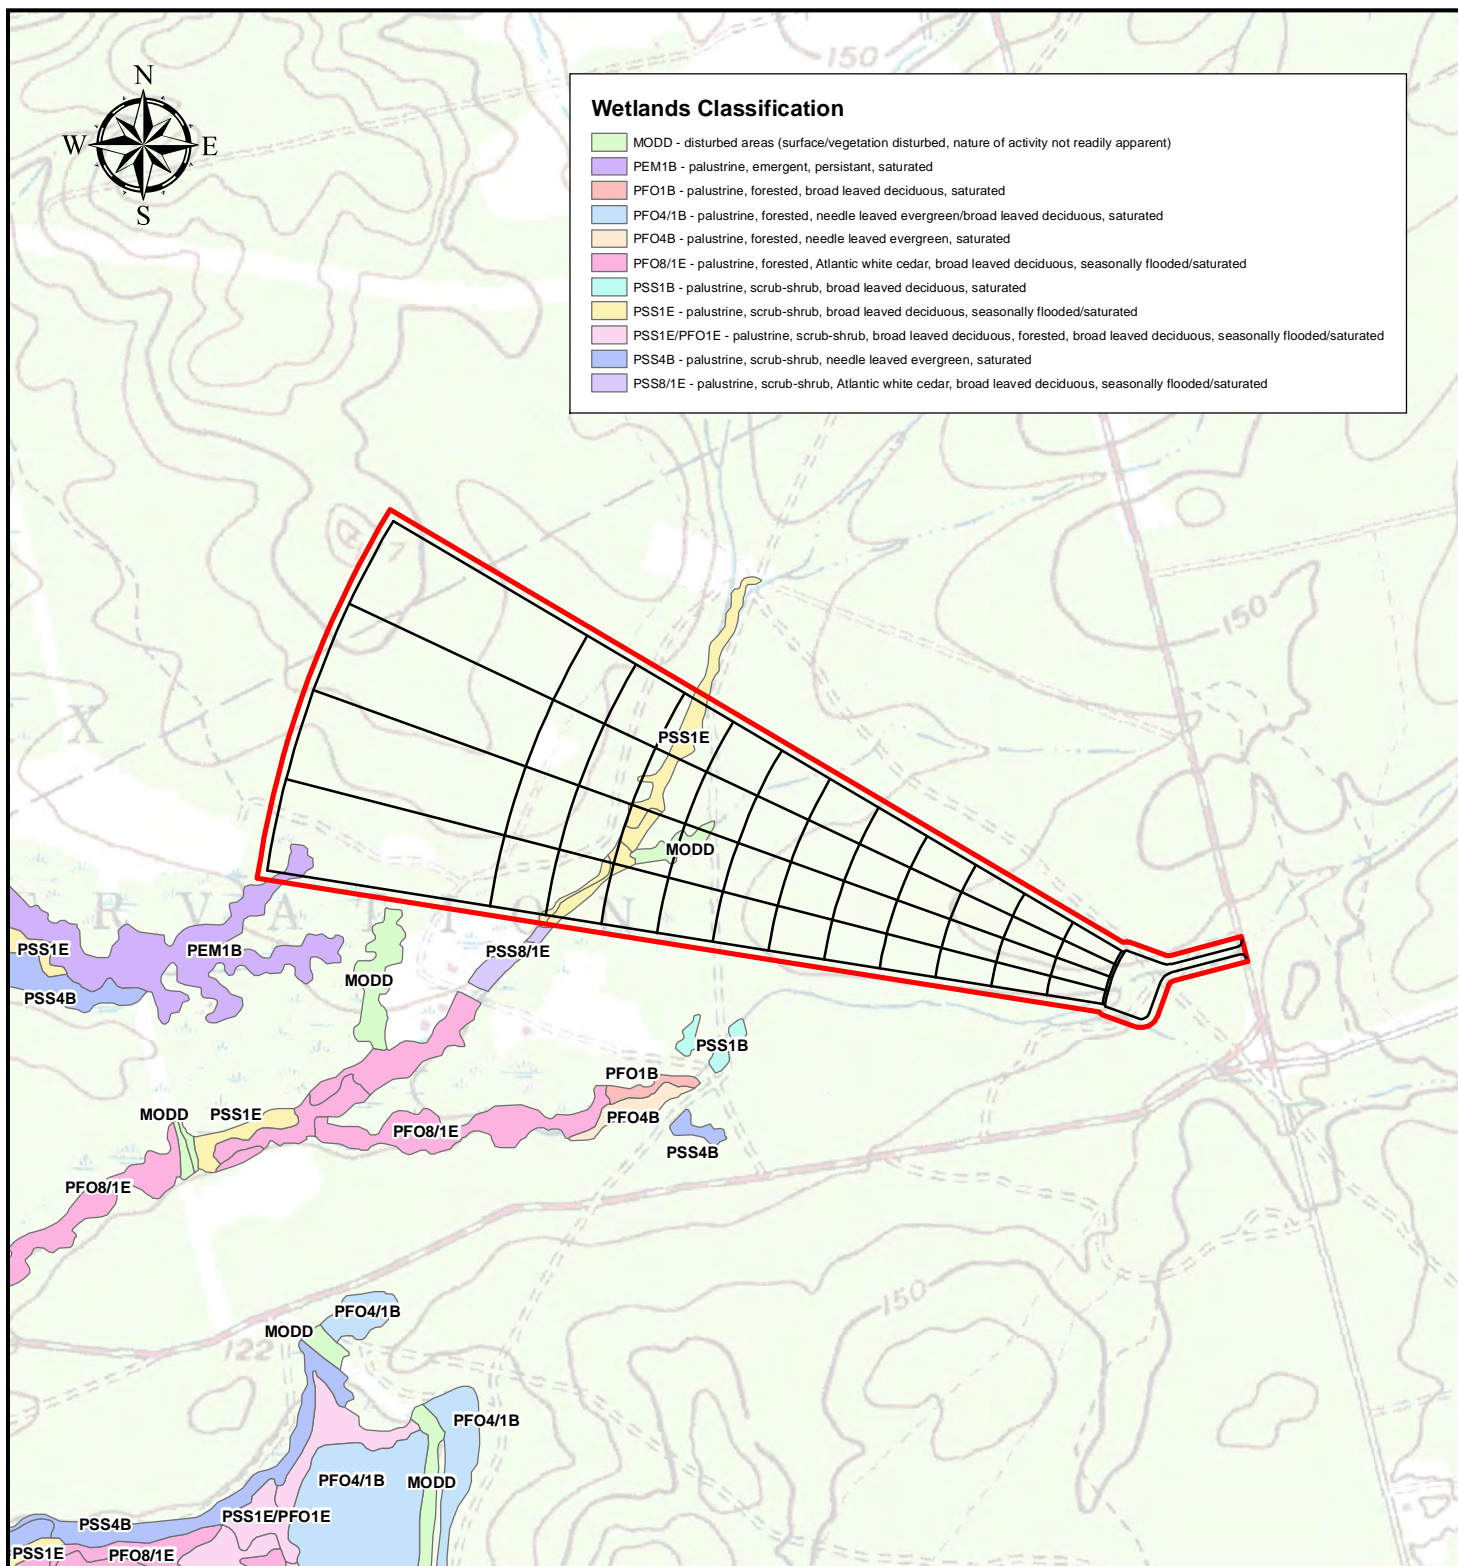 150
N
W E
S
Wetlands Classification
MODD - disturbed areas (surface/vegetation disturbed, nature of activity not readily apparent)
PEM1B - palustrine, emergent, persistant, saturated
PFO1B - palustrine, forested, broad leaved deciduous, saturated
PFO4/1B - palustrine, forested, needle leaved evergreen/broad leaved deciduous, saturated
PFO4B - palustrine, forested, needle leaved evergreen, saturated
PFO8/1E - palustrine, forested, Atlantic white cedar, broad leaved deciduous, seasonally flooded/saturated
PSS1B - palustrine, scrub-shrub, broad leaved deciduous, saturated
PSS1E - palustrine, scrub-shrub, broad leaved deciduous, seasonally flooded/saturated
PSS1E/PFO1E - palustrine, scrub-shrub, broad leaved deciduous, forested, broad leaved deciduous, seasonally flooded/saturated
PSS4B - palustrine, scrub-shrub, needle leaved evergreen, saturated
PSS8/1E - palustrine, scrub-shrub, Atlantic white cedar, broad leaved deciduous, seasonally flooded/saturated
150
X
PSS1E
MODD
R V A T I O N
PSS1E
PEM1B
PSS8/1E
MODD
PSS4B
PSS1B
PFO1B
MODD
PSS1E
PFO4B
PFO8/1E
PSS4B
PFO8/1E
150
PFO4/1B
MODD
122
PFO4/1B
PFO4/1B
MODD
PSS1E/PFO1E
PSS4B
PSS1E
PFO8/1E